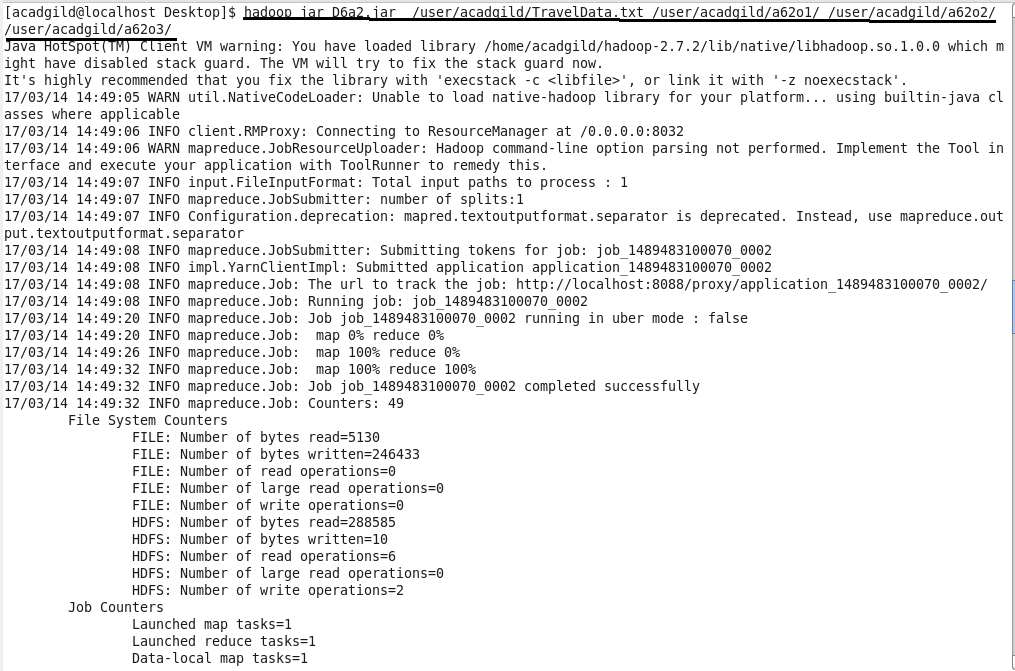 [acadgild@localhost Desktop]$ hadoop jar D6a2.jar  /user/acadgild/TravelData.txt /user/acadgild/a62o1/ /user/acadgild/a62o2/
/user/acadgild/a62o3/
Java HotSpot(TM) Client VM warning: You have loaded library /home/acadgild/hadoop-2.7.2/lib/native/libhadoop.so.1.0.0 which m
ight have disabled stack guard. The VM will try to fix the stack guard now.
It's highly recommended that you fix the library with 'execstack -c <libfile>', or link it with '-z noexecstack'.
17/03/14 14:49:05 WARN util.NativeCodeLoader: Unable to load native-hadoop library for your platform... using builtin-java cl
asses where applicable
17/03/14 14:49:06 INFO client.RMProxy: Connecting to ResourceManager at /0.0.0.0:8032
17/03/14 14:49:06 WARN mapreduce.JobResourceUploader: Hadoop command-line option parsing not performed. Implement the Tool in
terface and execute your application with ToolRunner to remedy this.
17/03/14 14:49:07 INFO input.FileInputFormat: Total input paths to process : 1
17/03/14 14:49:07 INFO mapreduce.JobSubmitter: number of splits:1
17/03/14 14:49:07 INFO Configuration.deprecation: mapred.textoutputformat.separator is deprecated. Instead, use mapreduce.out
put.textoutputformat.separator
17/03/14 14:49:08 INFO mapreduce.JobSubmitter: Submitting tokens for job: job_1489483100070_0002
17/03/14 14:49:08 INFO impl.YarnClientImpl: Submitted application application_1489483100070_0002
17/03/14 14:49:08 INFO mapreduce.Job: The url to track the job: http://localhost:8088/proxy/application_1489483100070_0002/
17/03/14 14:49:08 INFO mapreduce.Job: Running job: job_1489483100070_0002
17/03/14 14:49:20 INFO mapreduce.Job: Job job_1489483100070_0002 running in uber mode : false
17/03/14 14:49:20 INFO mapreduce.Job:  map 0% reduce 0%
17/03/14 14:49:26 INFO mapreduce.Job:  map 100% reduce 0%
17/03/14 14:49:32 INFO mapreduce.Job:  map 100% reduce 100%
17/03/14 14:49:32 INFO mapreduce.Job: Job job_1489483100070_0002 completed successfully
17/03/14 14:49:32 INFO mapreduce.Job: Counters: 49
File System Counters
FILE: Number of bytes read=5130
FILE: Number of bytes written=246433
FILE: Number of read operations=0
FILE: Number of large read operations=0
FILE: Number of write operations=0
HDFS: Number of bytes read=288585
HDFS: Number of bytes written=10
HDFS: Number of read operations=6
HDFS: Number of large read operations=0
HDFS: Number of write operations=2
Job Counters
Launched map tasks=1
Launched reduce tasks=1
Data-local map tasks=1